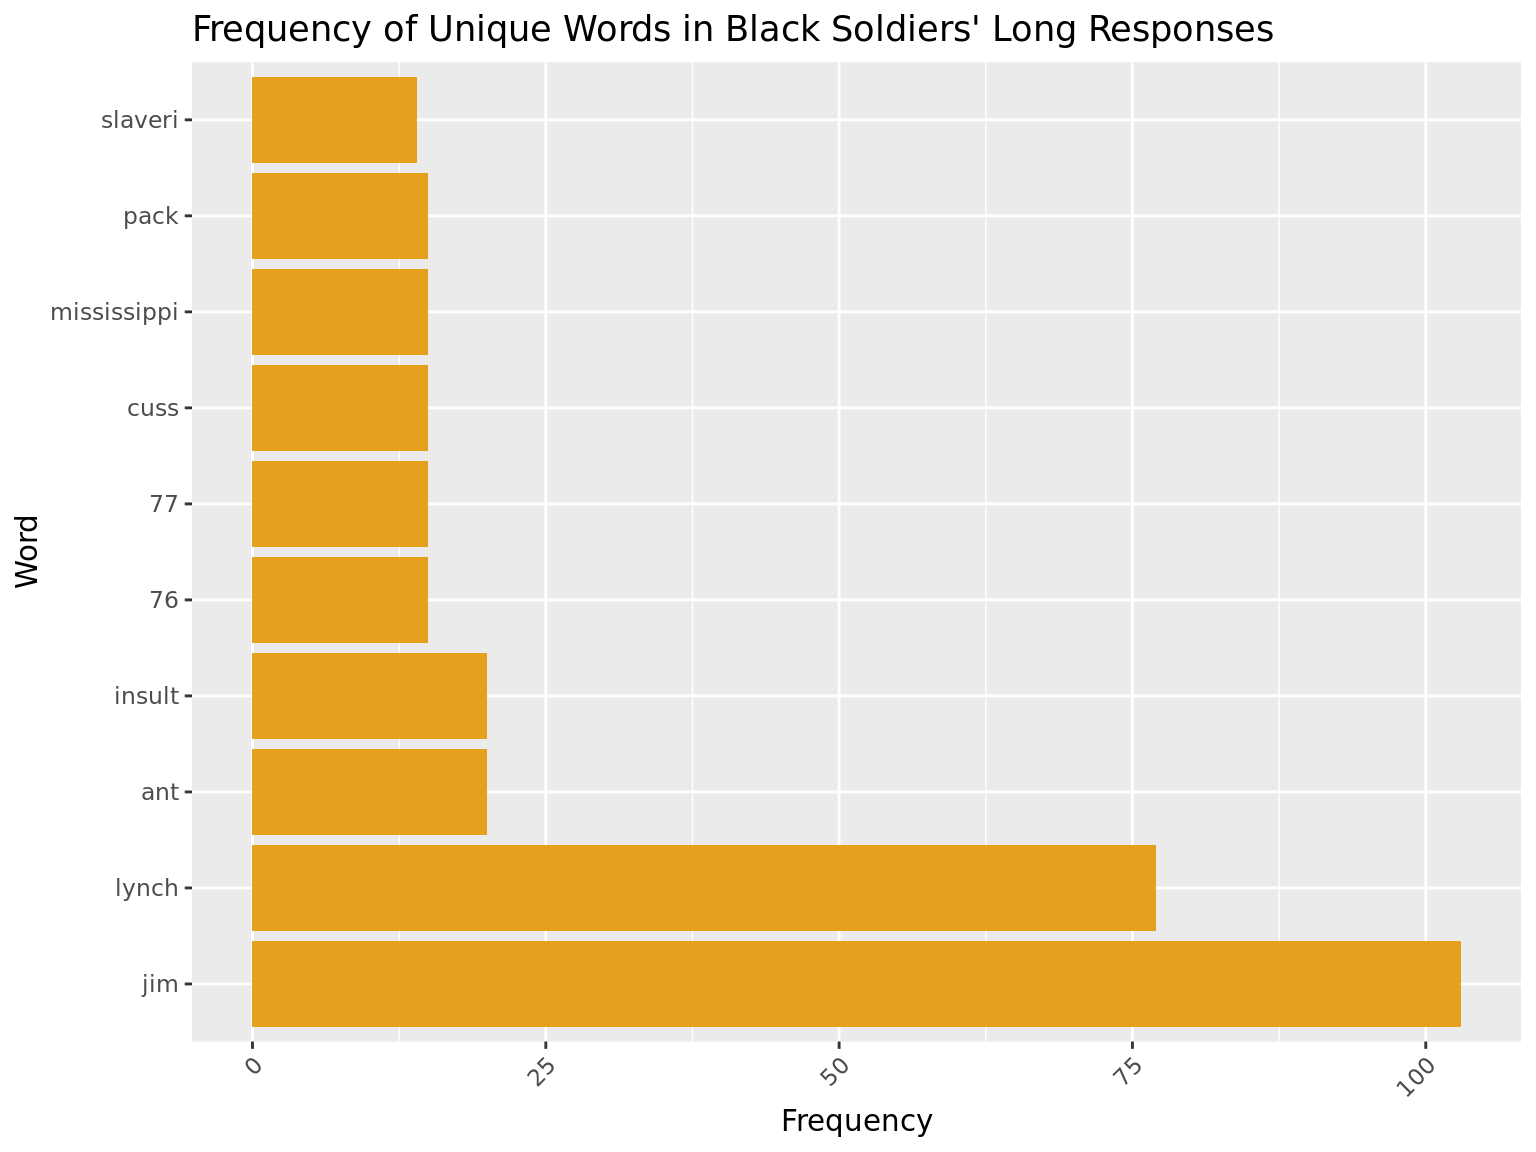 Frequency of Unique Words in Black Soldiers' Long Responses
slaveri
pack
mississippi
cuss
77
76
insult
ant
lynch
jim
Word
0 25 50 75 100
Frequency